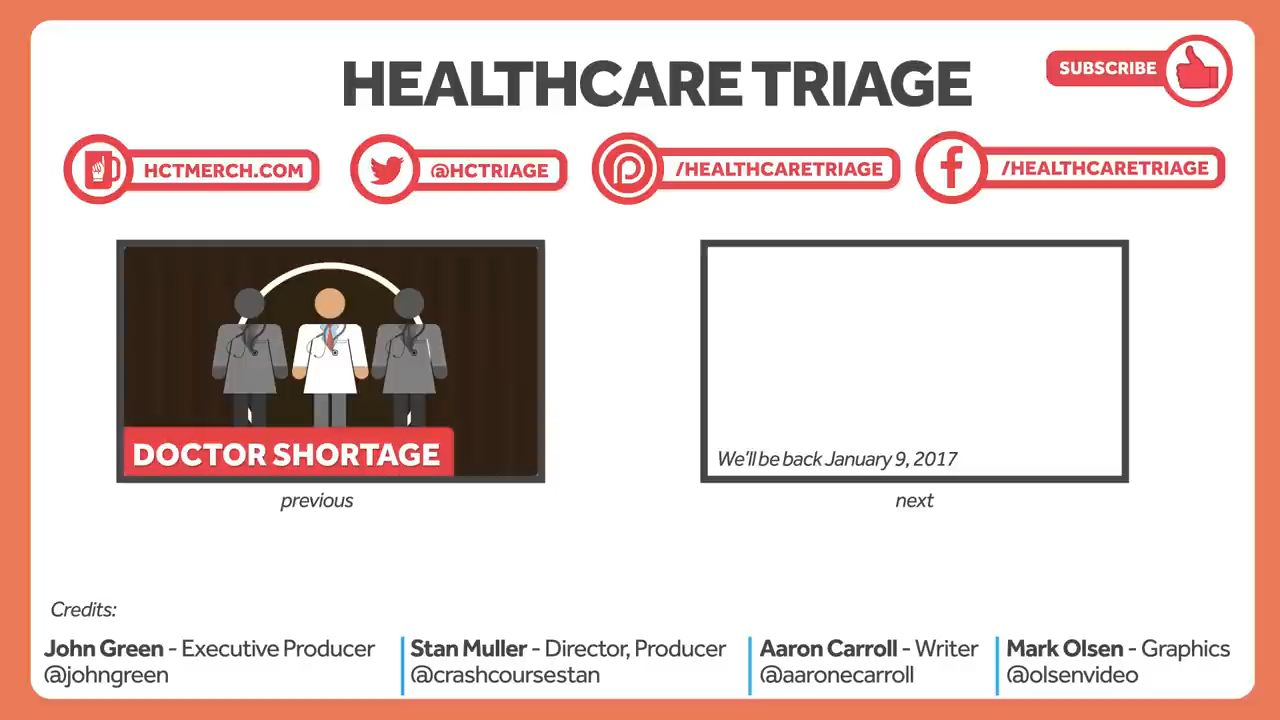 HEALTHCARE TRIAGE
SUBSCRIBE
HCTMERCH.COM
@HCTRIAGE
/HEALTHCARETRIAGE
/HEALTHCARETRIAGE
DOCTOR SHORTAGE
previous
We'll be back January 9, 2017
next
Credits:
John Green - Executive Producer
@johngreen
Stan Muller - Director, Producer
@crashcoursestan
Aaron Carroll - Writer
@aaronecarroll
Mark Olsen - Graphics
@olsenvideo